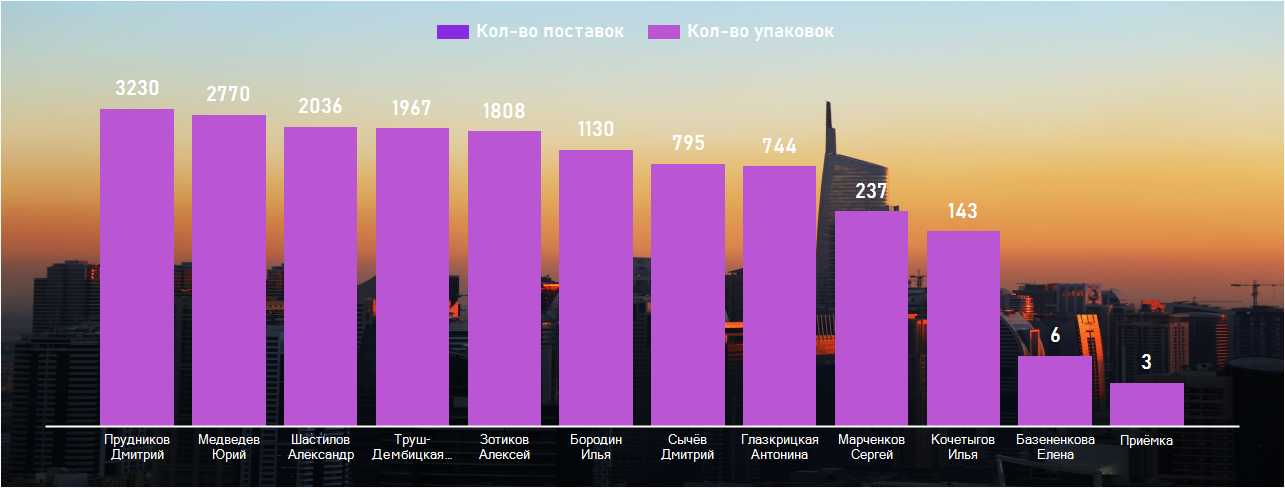 Кол-во поставок Кол-во упаковок
3230 2770 2036 1967 1808 1130 795 744 237 143 6 3
Прудников Медведев Шастилов Труш- Зотиков Бородин Сычёв Глазкрицкая Марченков Кочетыгов Базененкова Приёмка
Дмитрий Юрий Александр Дембицкая... Алексей Илья Дмитрий Антонина Сергей Илья Елена